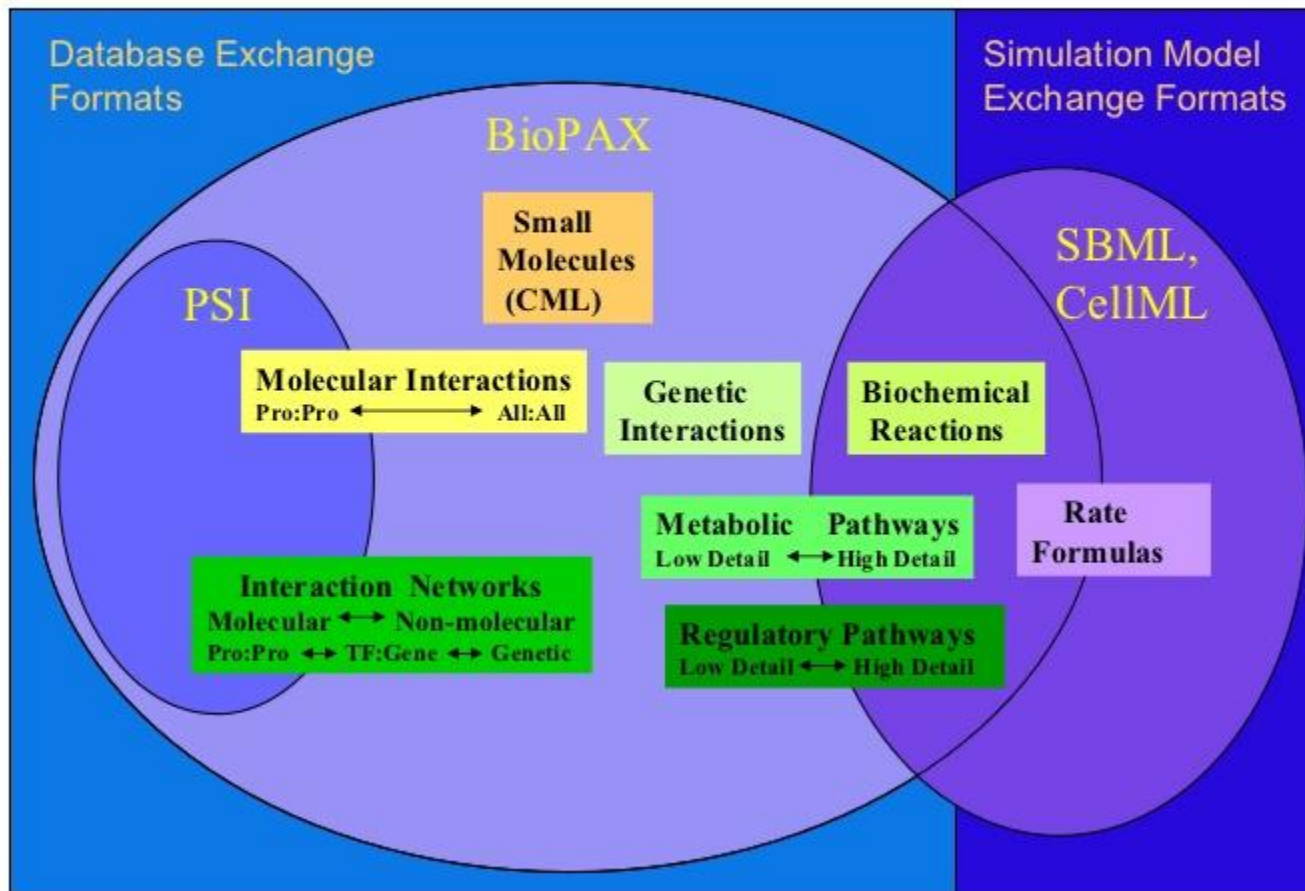 Database Exchange
Formats
Simulation Model
Exchange Formats
BioPAX
Small
Molecules
(CML)
SBML,
CellML
PSI
Molecular Interactions
Pro:Pro All:All
Genetic
Interactions
Biochemical
Reactions
Metabolic Pathways
Low Detail High Detail
Rate
Formulas
Interaction Networks
Molecular Non-molecular
Pro:Pro TF:Gene Genetic
Regulatory Pathways
Low Detail High Detail